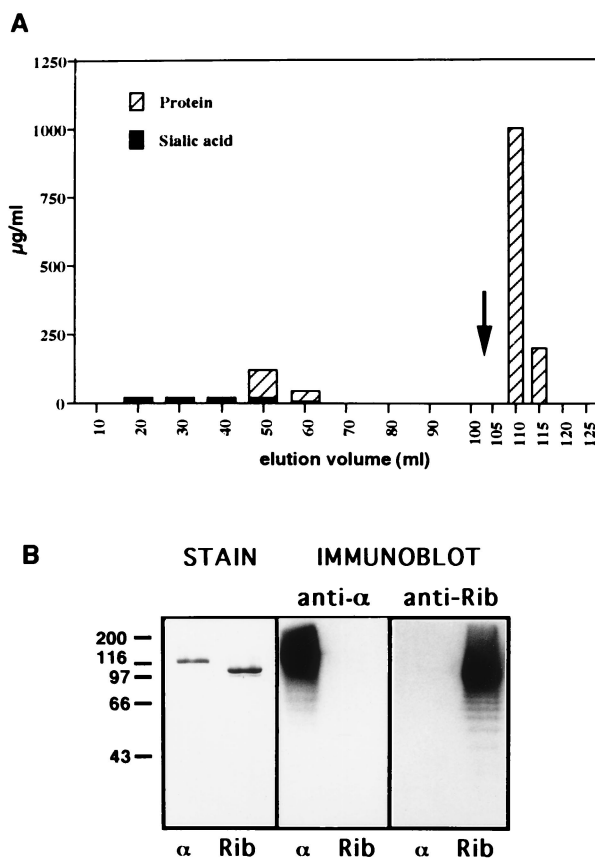 A
1250
1000
750
500
250
0
µg/ml
Protein
Sialic acid
10 20 30 40 50 60 70 80 90 100 105 110 115 120 125
elution volume (ml)
B
STAIN IMMUNOBLOT
anti-α anti-Rib
200
116
97
66
43
α Rib α Rib α Rib